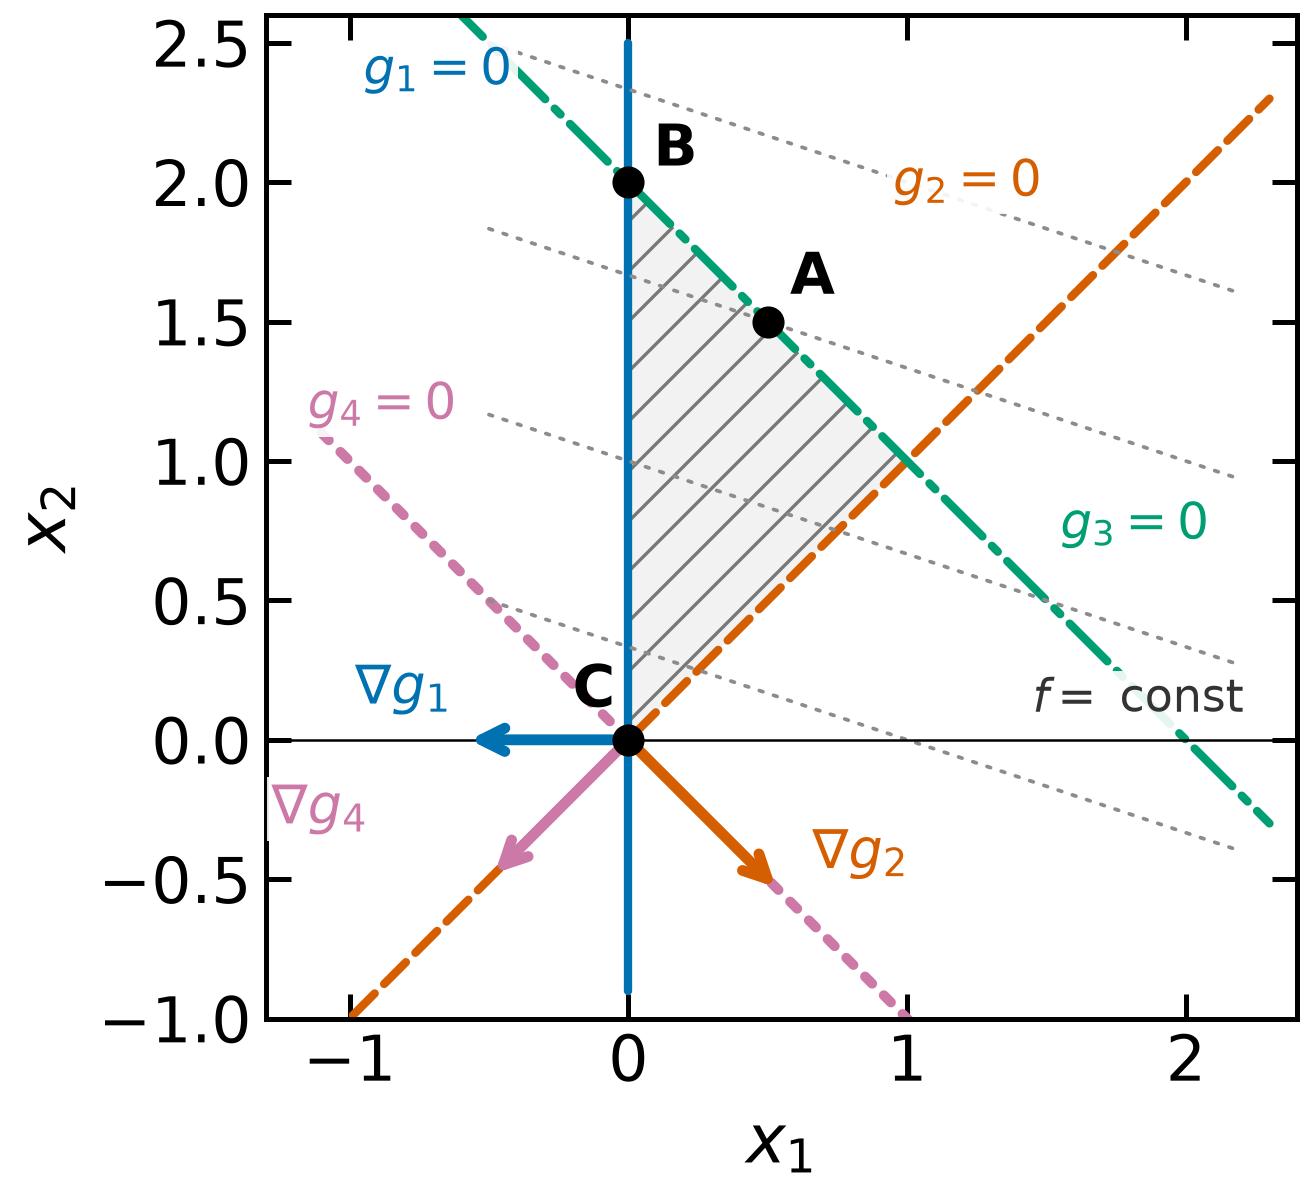 2.5
g₁ = 0
B
2.0
g₂ = 0
A
1.5
g₄ = 0
1.0
g₃ = 0
0.5
C
∇g₁
f = const
0.0
∇g₄
∇g₂
−0.5
−1.0
−1 0 1 2
x₂
x₁